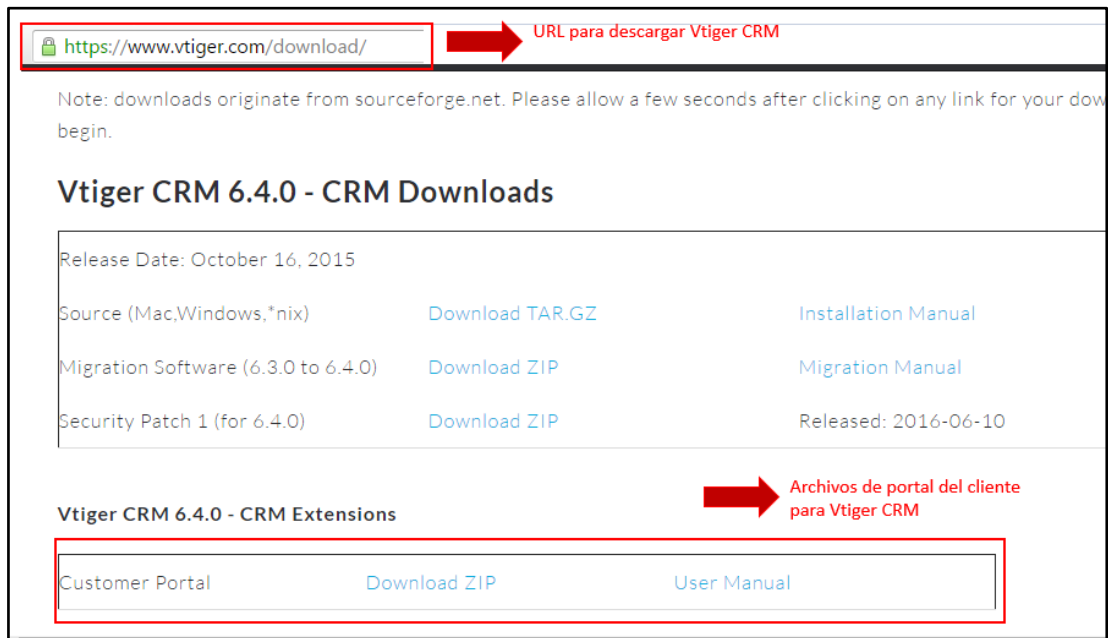 https://www.vtiger.com/download/
URL para descargar Vtiger CRM
Note: downloads originate from sourceforge.net. Please allow a few seconds after clicking on any link for your dow
begin.
Vtiger CRM 6.4.0 - CRM Downloads
Release Date: October 16, 2015
Source (Mac,Windows,*nix) Download TAR.GZ Installation Manual
Migration Software (6.3.0 to 6.4.0) Download ZIP Migration Manual
Security Patch 1 (for 6.4.0) Download ZIP Released: 2016-06-10
Archivos de portal del cliente
para Vtiger CRM
Vtiger CRM 6.4.0 - CRM Extensions
Customer Portal Download ZIP User Manual